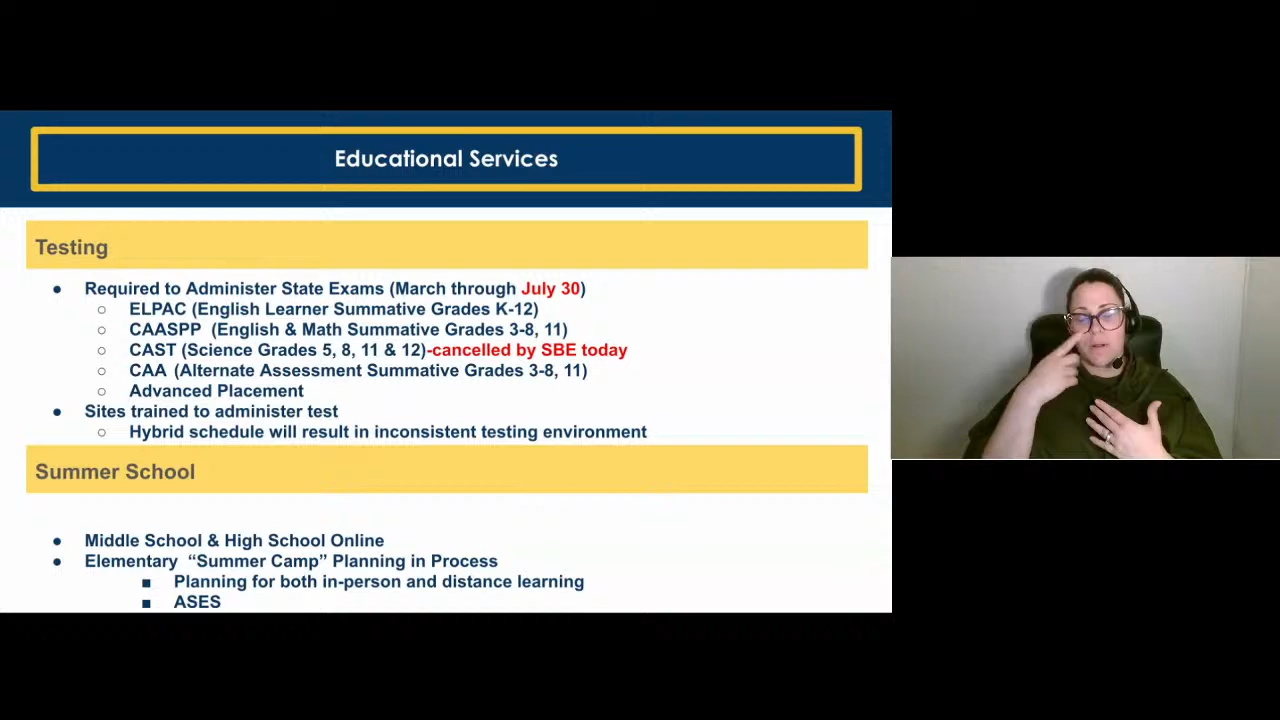 Educational Services
Testing
● Required to Administer State Exams (March through July 30)
○ ELPAC (English Learner Summative Grades K-12)
○ CAASPP (English & Math Summative Grades 3-8, 11)
○ CAST (Science Grades 5, 8, 11 & 12)-cancelled by SBE today
○ CAA (Alternate Assessment Summative Grades 3-8, 11)
○ Advanced Placement
● Sites trained to administer test
○ Hybrid schedule will result in inconsistent testing environment
Summer School
● Middle School & High School Online
● Elementary “Summer Camp” Planning in Process
■ Planning for both in-person and distance learning
■ ASES